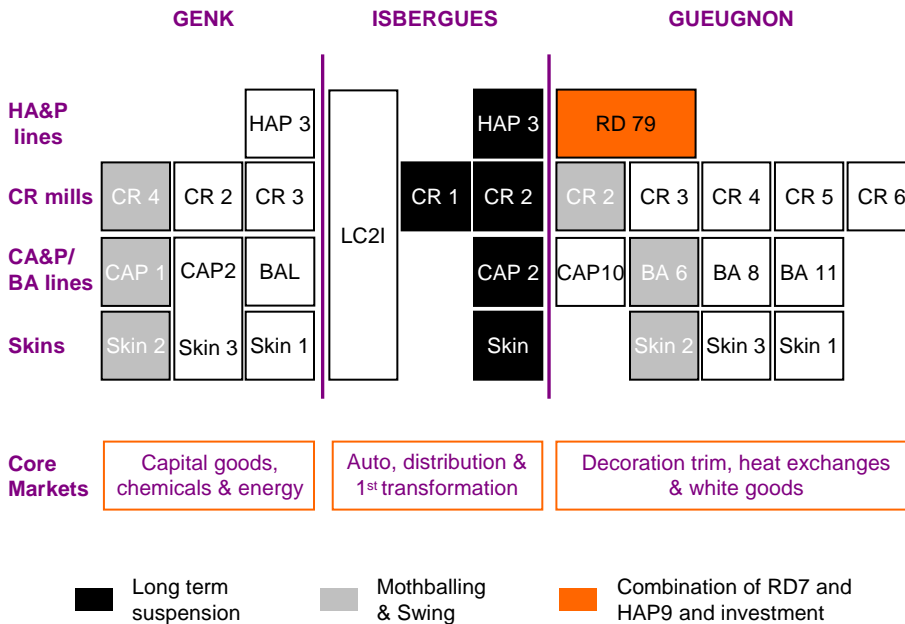 GENK ISBERGUES GUEUGNON
HA&P
lines
HAP 3 HAP 3 RD 79
CR mills CR 4 CR 2 CR 3 CR 1 CR 2 CR 2 CR 3 CR 4 CR 5 CR 6
LC2I
CA&P/
BA lines
CAP 1 CAP2 BAL CAP 2 CAP10 BA 6 BA 8 BA 11
Skins Skin 2 Skin 3 Skin 1 Skin Skin 2 Skin 3 Skin 1
Core
Markets
Capital goods,
chemicals & energy
Auto, distribution &
1st transformation
Decoration trim, heat exchanges
& white goods
Long term
suspension
Mothballing
& Swing
Combination of RD7 and
HAP9 and investment